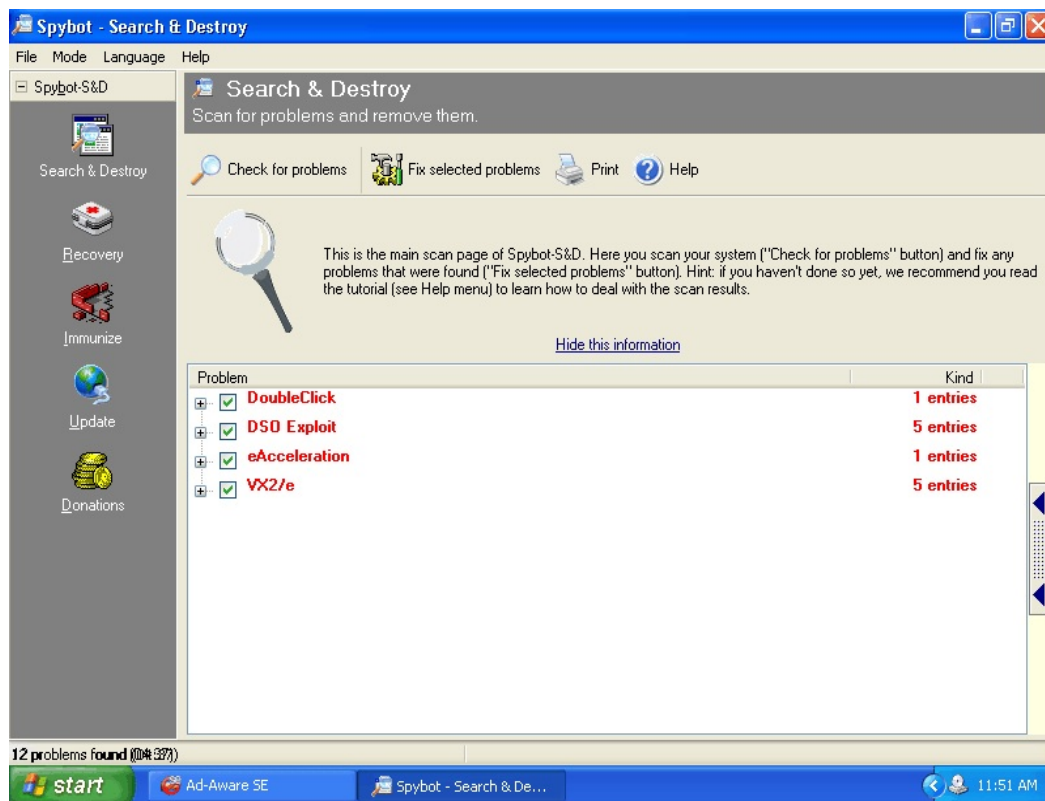 Spybot - Search & Destroy
File Mode Language Help
Spybot-S&D
Search & Destroy
Recovery
Immunize
Update
Donations
Search & Destroy
Scan for problems and remove them.
Check for problems Fix selected problems Print Help
This is the main scan page of Spybot-S&D. Here you scan your system ("Check for problems" button) and fix any
problems that were found ("Fix selected problems" button). Hint: if you haven't done so yet, we recommend you read
the tutorial (see Help menu) to learn how to deal with the scan results.
Hide this information
Problem Kind
DoubleClick 1 entries
DSO Exploit 5 entries
eAcceleration 1 entries
VX2/e 5 entries
12 problems found
start Ad-Aware SE Spybot - Search & De... 11:51 AM